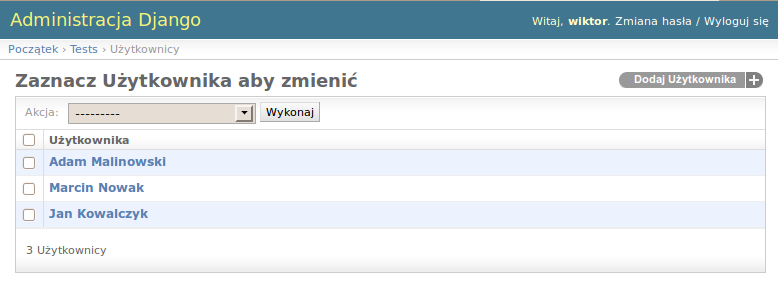 Administracja Django
Witaj, wiktor. Zmiana hasła / Wyloguj się
Początek › Tests › Użytkownicy
Zaznacz Użytkownika aby zmienić
Dodaj Użytkownika +
Akcja: --------- Wykonaj
Użytkownika
Adam Malinowski
Marcin Nowak
Jan Kowalczyk
3 Użytkownicy